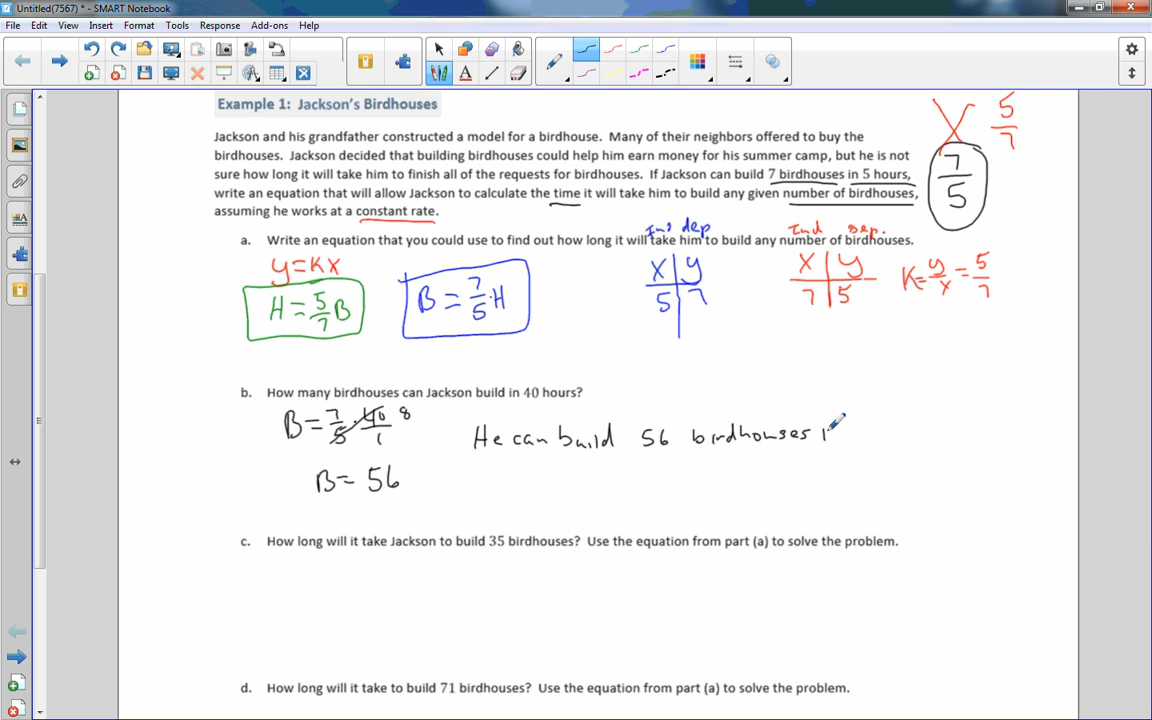 Untitled(7567) * - SMART Notebook
File Edit View Insert Format Tools Response Add-ons Help
Example 1: Jackson's Birdhouses
Jackson and his grandfather constructed a model for a birdhouse. Many of their neighbors offered to buy the
birdhouses. Jackson decided that building birdhouses could help him earn money for his summer camp, but he is not
sure how long it will take him to finish all of the requests for birdhouses. If Jackson can build 7 birdhouses in 5 hours,
write an equation that will allow Jackson to calculate the time it will take him to build any given number of birdhouses,
assuming he works at a constant rate.
X 5/7
7/5
a. Write an equation that you could use to find out how long it will take him to build any number of birdhouses.
dep
Ind dep.
y=Kx
H = 5/7 B
B = 7/5 · H
x y
5 7
x y
7 5
K = y/x = 5/7
b. How many birdhouses can Jackson build in 40 hours?
B = 7/5 · 40/1 8
B = 56
He can build 56 birdhouses i
c. How long will it take Jackson to build 35 birdhouses? Use the equation from part (a) to solve the problem.
d. How long will it take to build 71 birdhouses? Use the equation from part (a) to solve the problem.